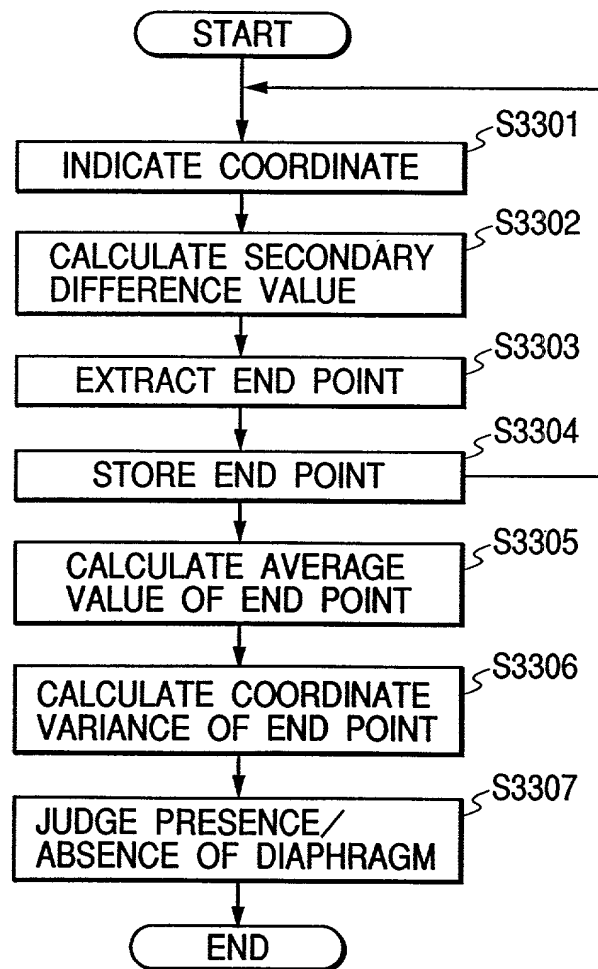 START
S3301
INDICATE COORDINATE
S3302
CALCULATE SECONDARY
DIFFERENCE VALUE
S3303
EXTRACT END POINT
S3304
STORE END POINT
S3305
CALCULATE AVERAGE
VALUE OF END POINT
S3306
CALCULATE COORDINATE
VARIANCE OF END POINT
S3307
JUDGE PRESENCE/
ABSENCE OF DIAPHRAGM
END